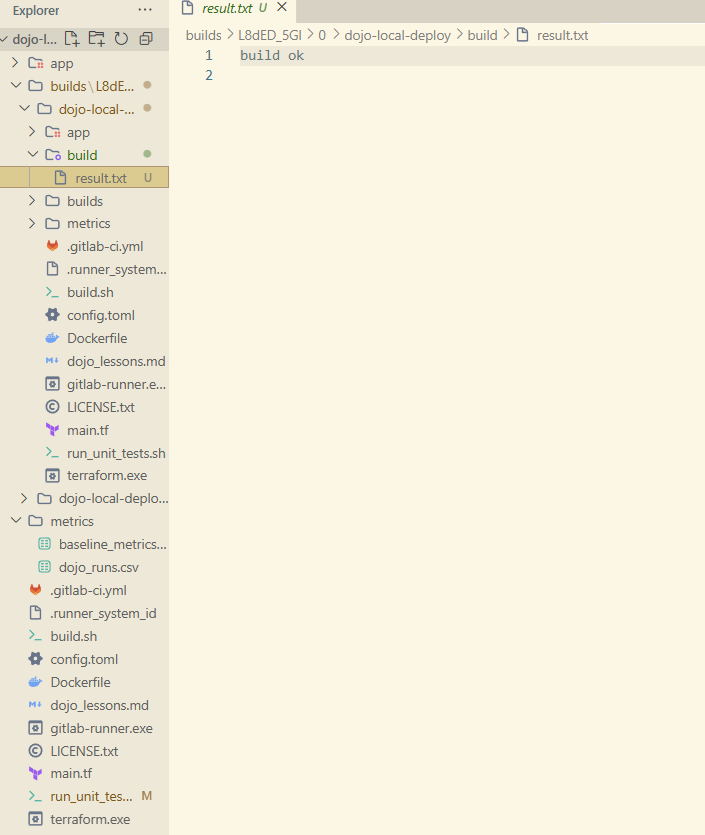 Explorer ...
dojo-l...
app
builds\L8dE...
dojo-local-...
app
build
result.txt U
builds
metrics
.gitlab-ci.yml
.runner_system...
build.sh
config.toml
Dockerfile
dojo_lessons.md
gitlab-runner.e...
LICENSE.txt
main.tf
run_unit_tests.sh
terraform.exe
dojo-local-deplo...
metrics
baseline_metrics...
dojo_runs.csv
.gitlab-ci.yml
.runner_system_id
build.sh
config.toml
Dockerfile
dojo_lessons.md
gitlab-runner.exe
LICENSE.txt
main.tf
run_unit_tes... M
terraform.exe
result.txt U
builds > L8dED_5GI > 0 > dojo-local-deploy > build > result.txt
1 build ok
2